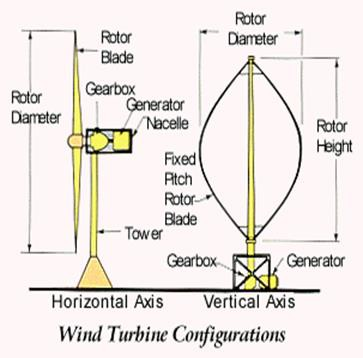 Rotor
Blade
Rotor
Diameter
Gearbox
Generator
Nacelle
Tower
Horizontal Axis
Rotor
Diameter
Rotor
Height
Fixed
Pitch
Rotor
Blade
Gearbox
Generator
Vertical Axis
Wind Turbine Configurations